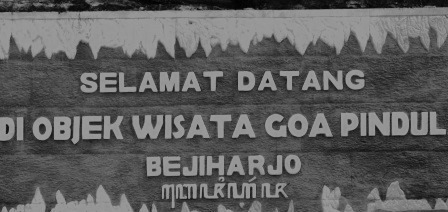 SELAMAT DATANG
DI OBJEK WISATA GOA PINDUL
BEJIHARJO